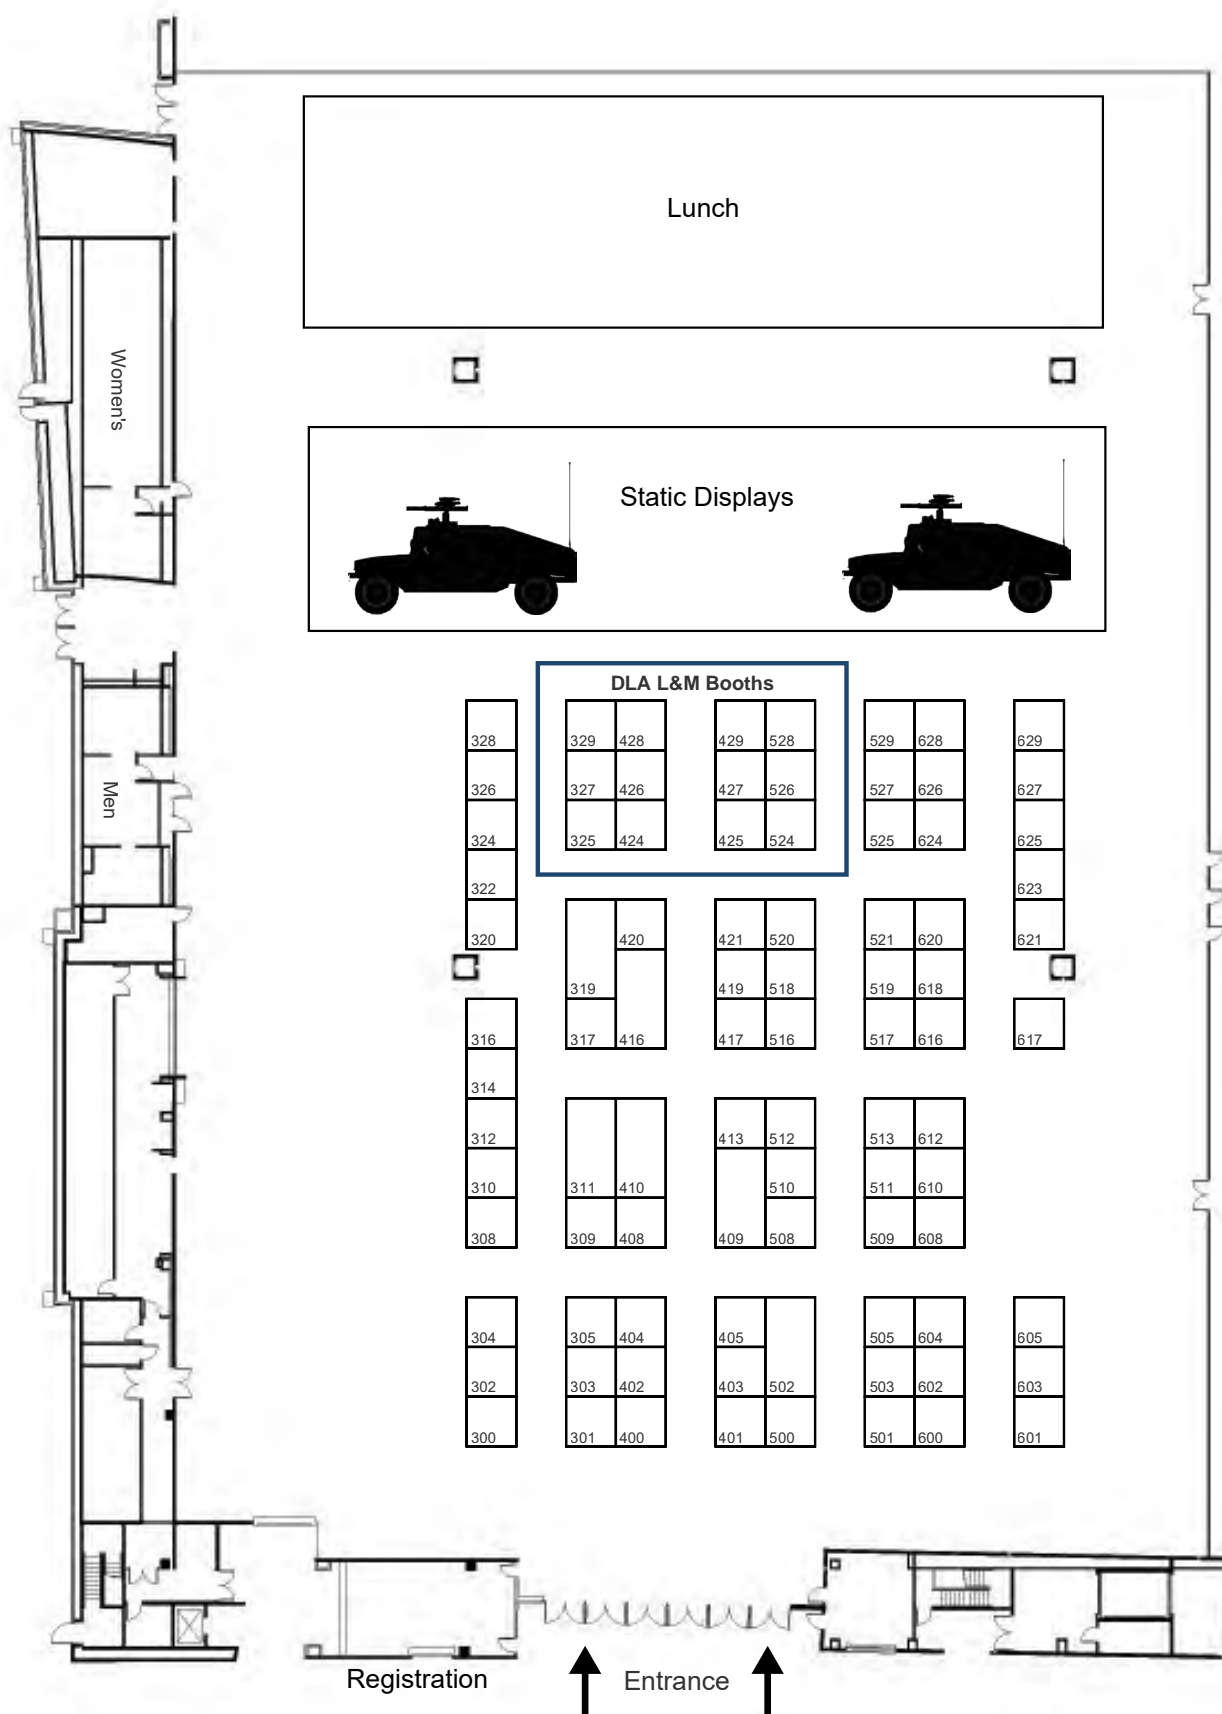 Lunch
Women's
Static Displays
DLA L&M Booths
328 329 428 429 528 529 628 629
326 327 426 427 526 527 626 627
Men
324 325 424 425 524 525 624 625
322 623
320 420 421 520 521 620 621
319 419 518 519 618
316 317 416 417 516 517 616 617
314
312 413 512 513 612
310 311 410 510 511 610
308 309 408 409 508 509 608
304 305 404 405 505 604 605
302 303 402 403 502 503 602 603
300 301 400 401 500 501 600 601
Registration
Entrance